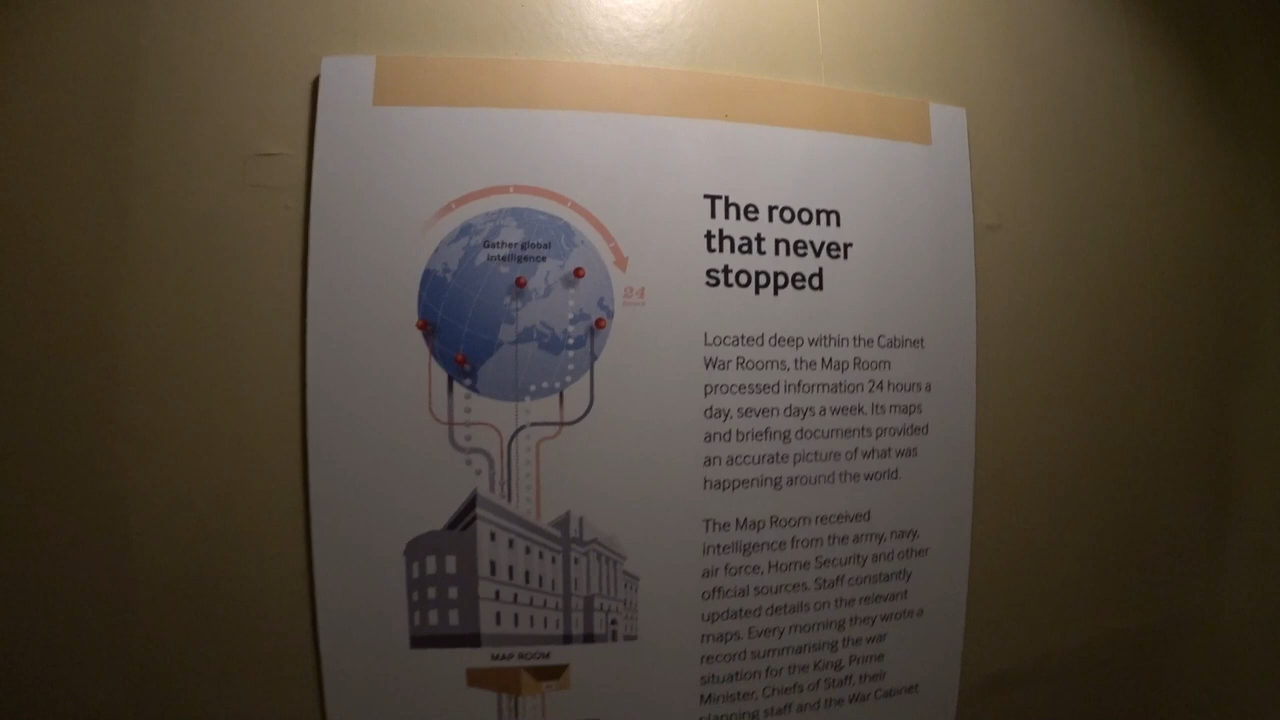 Gather global
intelligence
24
The room
that never
stopped
Located deep within the Cabinet
War Rooms, the Map Room
processed information 24 hours a
day, seven days a week. Its maps
and briefing documents provided
an accurate picture of what was
happening around the world.
The Map Room received
intelligence from the army, navy,
air force, Home Security and other
official sources. Staff constantly
updated details on the relevant
maps. Every morning they wrote a
record summarising the war
situation for the King, Prime
Minister, Chiefs of Staff, their
planning staff and the War Cabinet
MAP ROOM